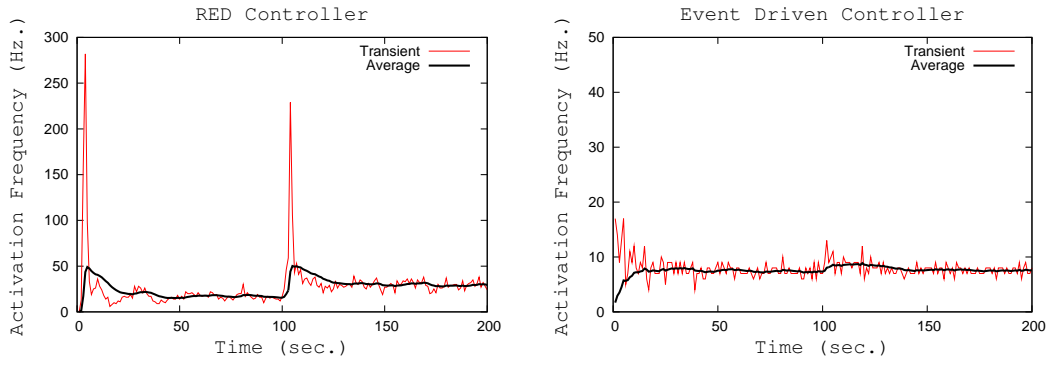 RED Controller
Activation Frequency (Hz.)
300
250
200
150
100
50
0
Transient
Average
0
50
100
150
200
Time (sec.)
Event Driven Controller
Activation Frequency (Hz.)
50
40
30
20
10
0
Transient
Average
0
50
100
150
200
Time (sec.)